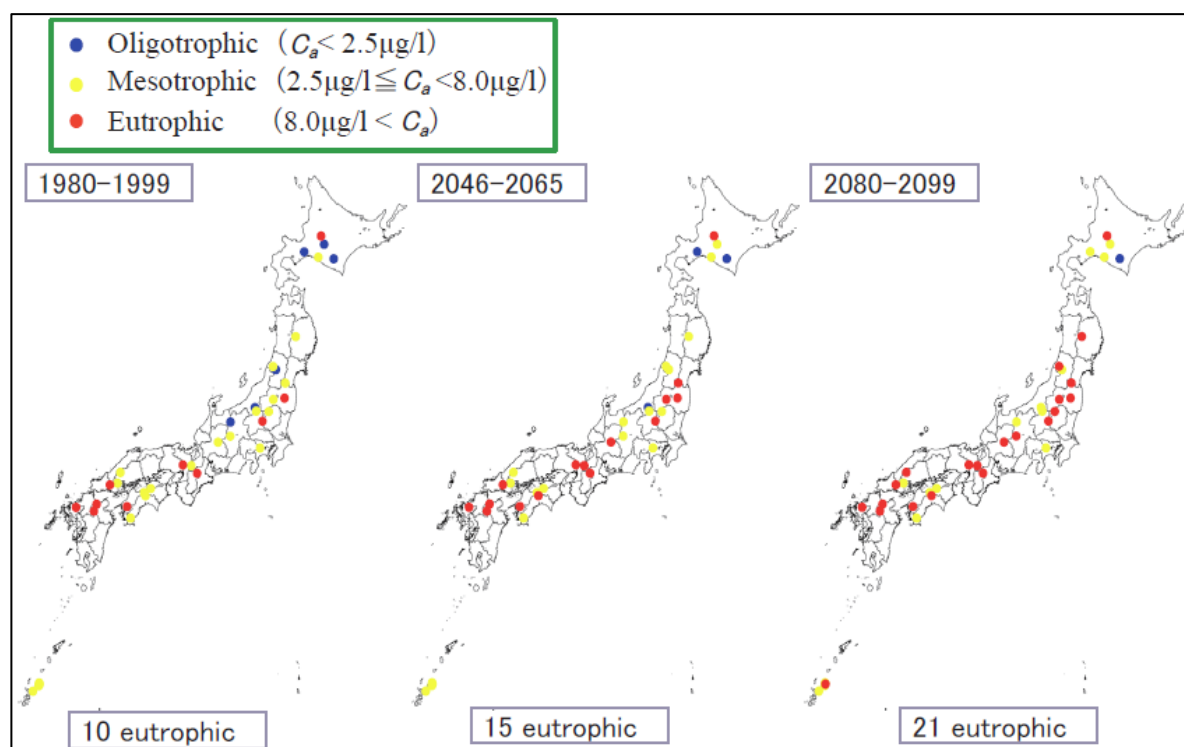 Oligotrophic (Ca< 2.5μg/l)
Mesotrophic (2.5μg/l≦ Ca <8.0μg/l)
Eutrophic (8.0μg/l < Ca)
1980-1999
2046-2065
2080-2099
10 eutrophic
15 eutrophic
21 eutrophic